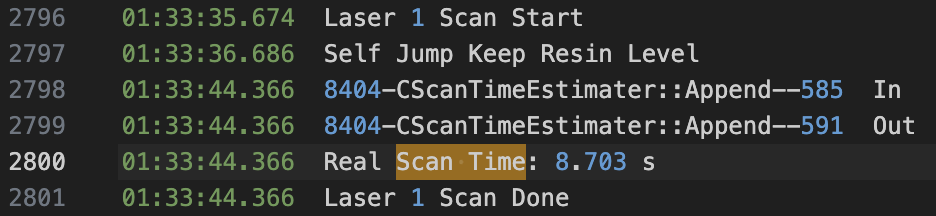 2796 01:33:35.674 Laser 1 Scan Start
2797 01:33:36.686 Self Jump Keep Resin Level
2798 01:33:44.366 8404-CScanTimeEstimater::Append--585 In
2799 01:33:44.366 8404-CScanTimeEstimater::Append--591 Out
2800 01:33:44.366 Real Scan Time: 8.703 s
2801 01:33:44.366 Laser 1 Scan Done